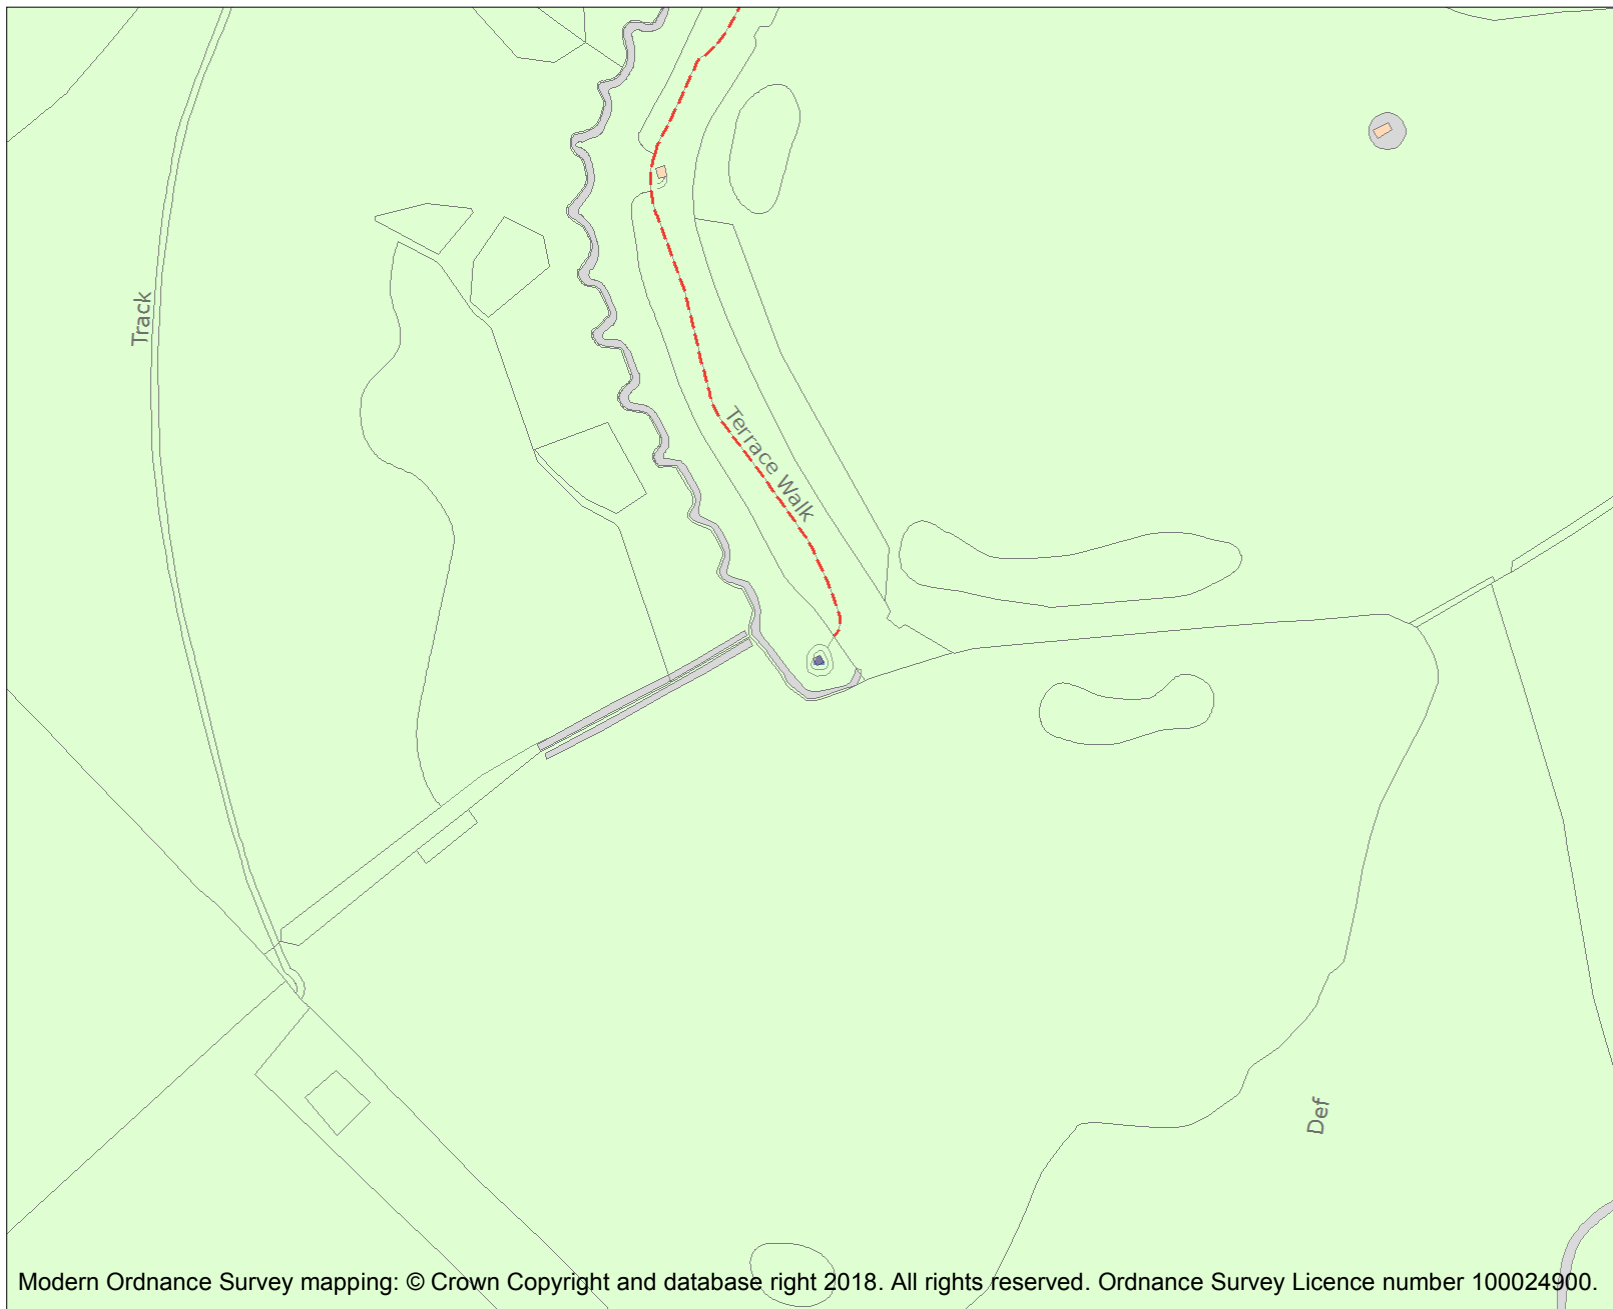 Track
Terrace Walk
Def
Modern Ordnance Survey mapping: © Crown Copyright and database right 2018. All rights reserved. Ordnance Survey Licence number 100024900.